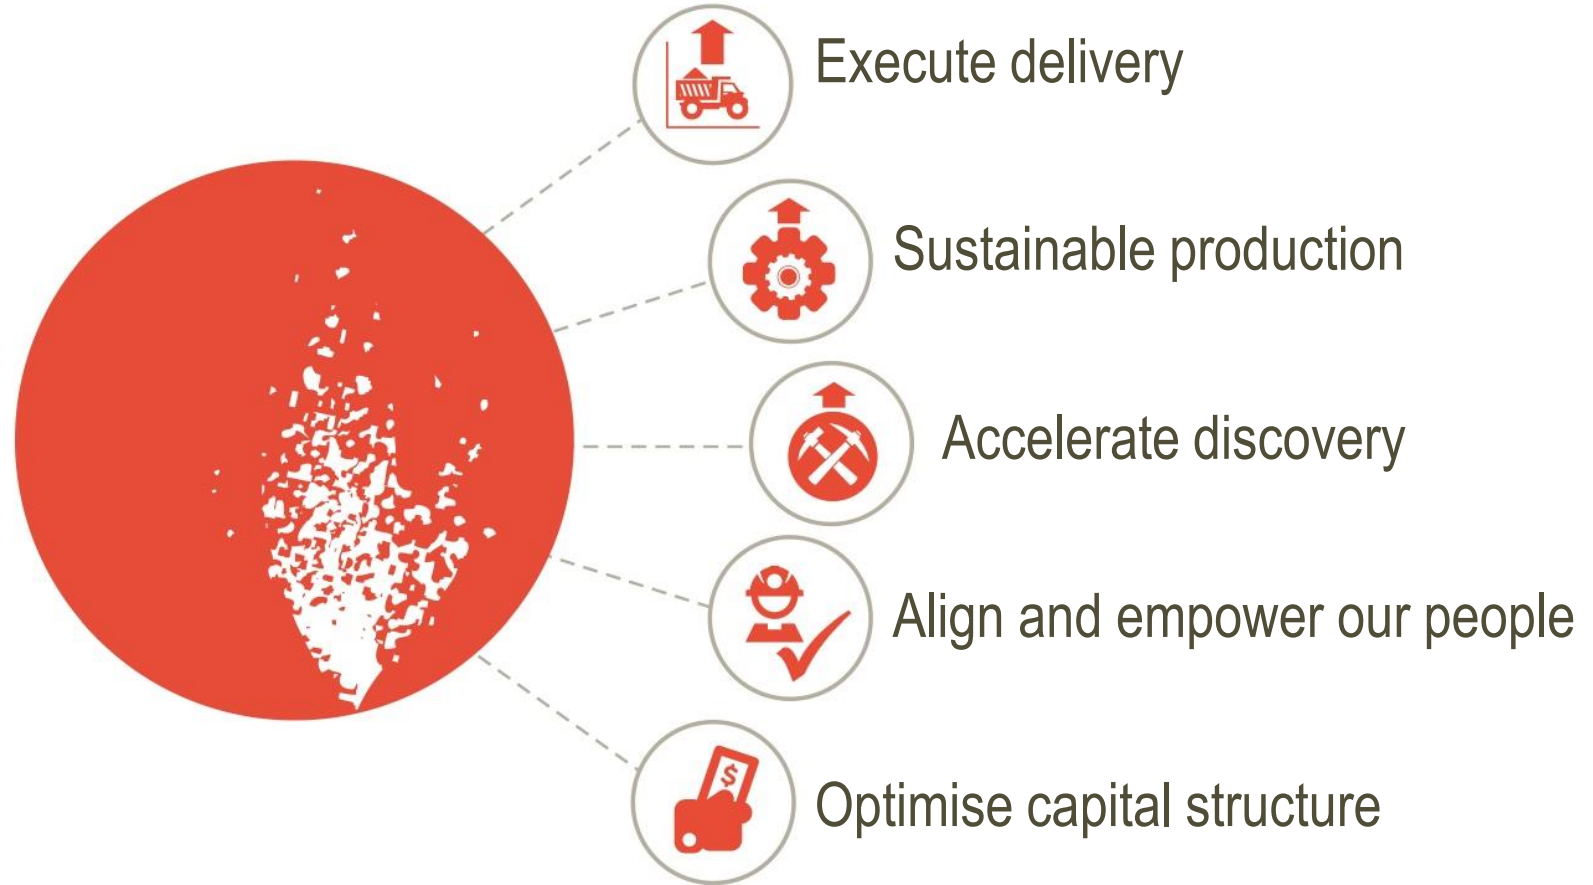 Execute delivery
Sustainable production
Accelerate discovery
Align and empower our people
$
Optimise capital structure